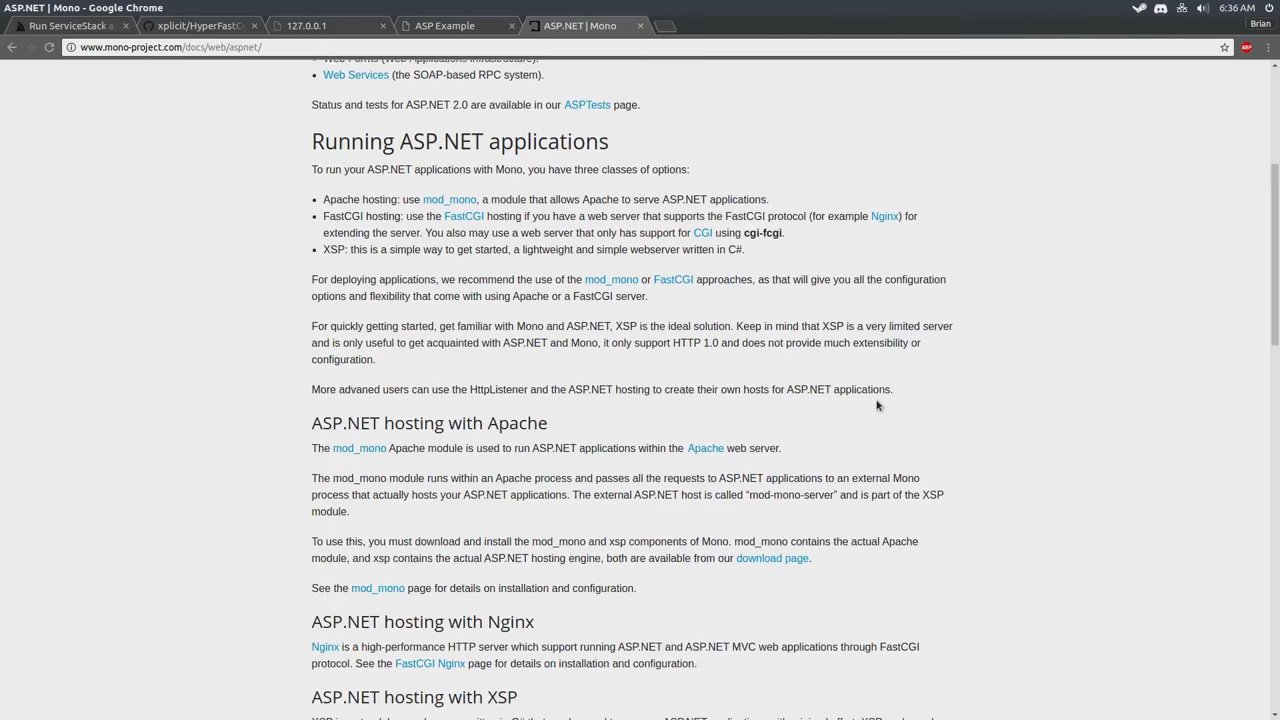 ASP.NET | Mono - Google Chrome
6:36 AM
Run ServiceStack a
xplicit/HyperFastC
127.0.0.1
ASP Example
ASP.NET | Mono
Brian
www.mono-project.com/docs/web/aspnet/
ABP
Web Forms (Web Applications infrastructure).
Web Services (the SOAP-based RPC system).
Status and tests for ASP.NET 2.0 are available in our ASPTests page.
Running ASP.NET applications
To run your ASP.NET applications with Mono, you have three classes of options:
Apache hosting: use mod_mono, a module that allows Apache to serve ASP.NET applications.
FastCGI hosting: use the FastCGI hosting if you have a web server that supports the FastCGI protocol (for example Nginx) for
extending the server. You also may use a web server that only has support for CGI using cgi-fcgi.
XSP: this is a simple way to get started, a lightweight and simple webserver written in C#.
For deploying applications, we recommend the use of the mod_mono or FastCGI approaches, as that will give you all the configuration
options and flexibility that come with using Apache or a FastCGI server.
For quickly getting started, get familiar with Mono and ASP.NET, XSP is the ideal solution. Keep in mind that XSP is a very limited server
and is only useful to get acquainted with ASP.NET and Mono, it only support HTTP 1.0 and does not provide much extensibility or
configuration.
More advaned users can use the HttpListener and the ASP.NET hosting to create their own hosts for ASP.NET applications.
ASP.NET hosting with Apache
The mod_mono Apache module is used to run ASP.NET applications within the Apache web server.
The mod_mono module runs within an Apache process and passes all the requests to ASP.NET applications to an external Mono
process that actually hosts your ASP.NET applications. The external ASP.NET host is called “mod-mono-server” and is part of the XSP
module.
To use this, you must download and install the mod_mono and xsp components of Mono. mod_mono contains the actual Apache
module, and xsp contains the actual ASP.NET hosting engine, both are available from our download page.
See the mod_mono page for details on installation and configuration.
ASP.NET hosting with Nginx
Nginx is a high-performance HTTP server which support running ASP.NET and ASP.NET MVC web applications through FastCGI
protocol. See the FastCGI Nginx page for details on installation and configuration.
ASP.NET hosting with XSP